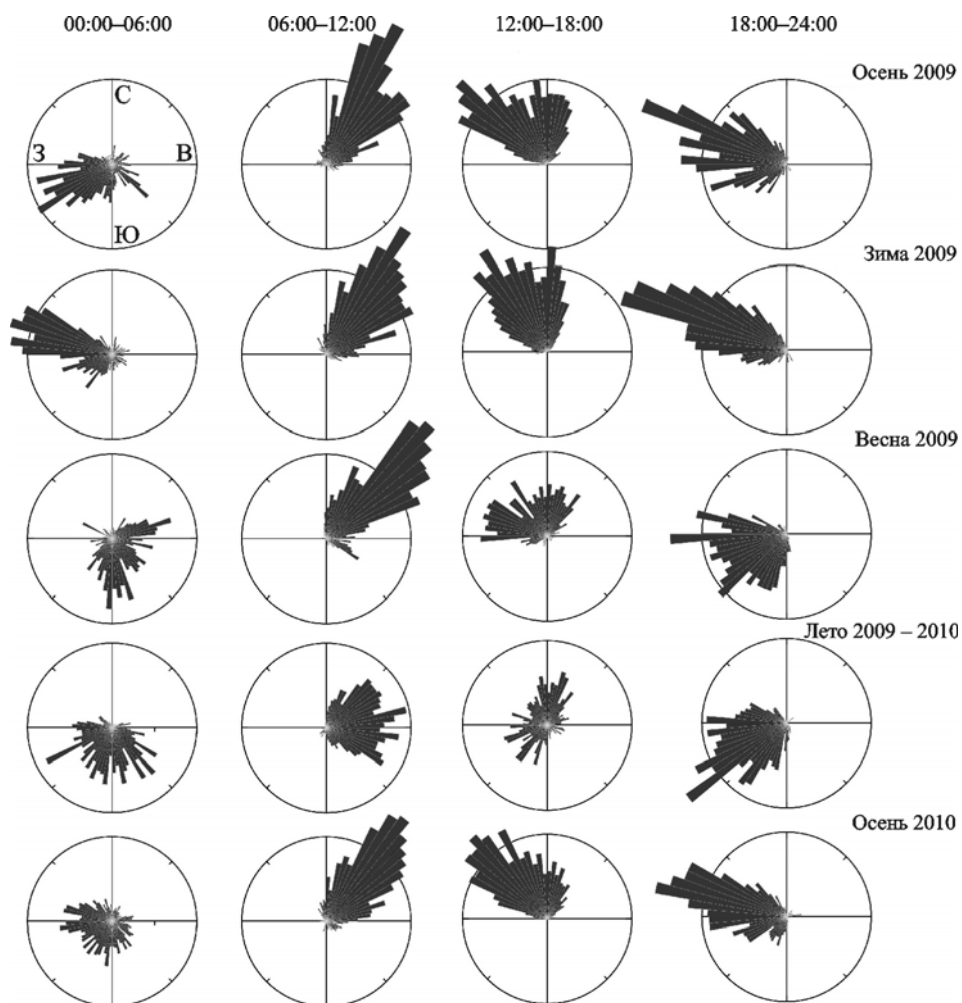 00:00–06:00 06:00–12:00 12:00–18:00 18:00–24:00
Осень 2009
С
З В
Ю
Зима 2009
Весна 2009
Лето 2009 – 2010
Осень 2010